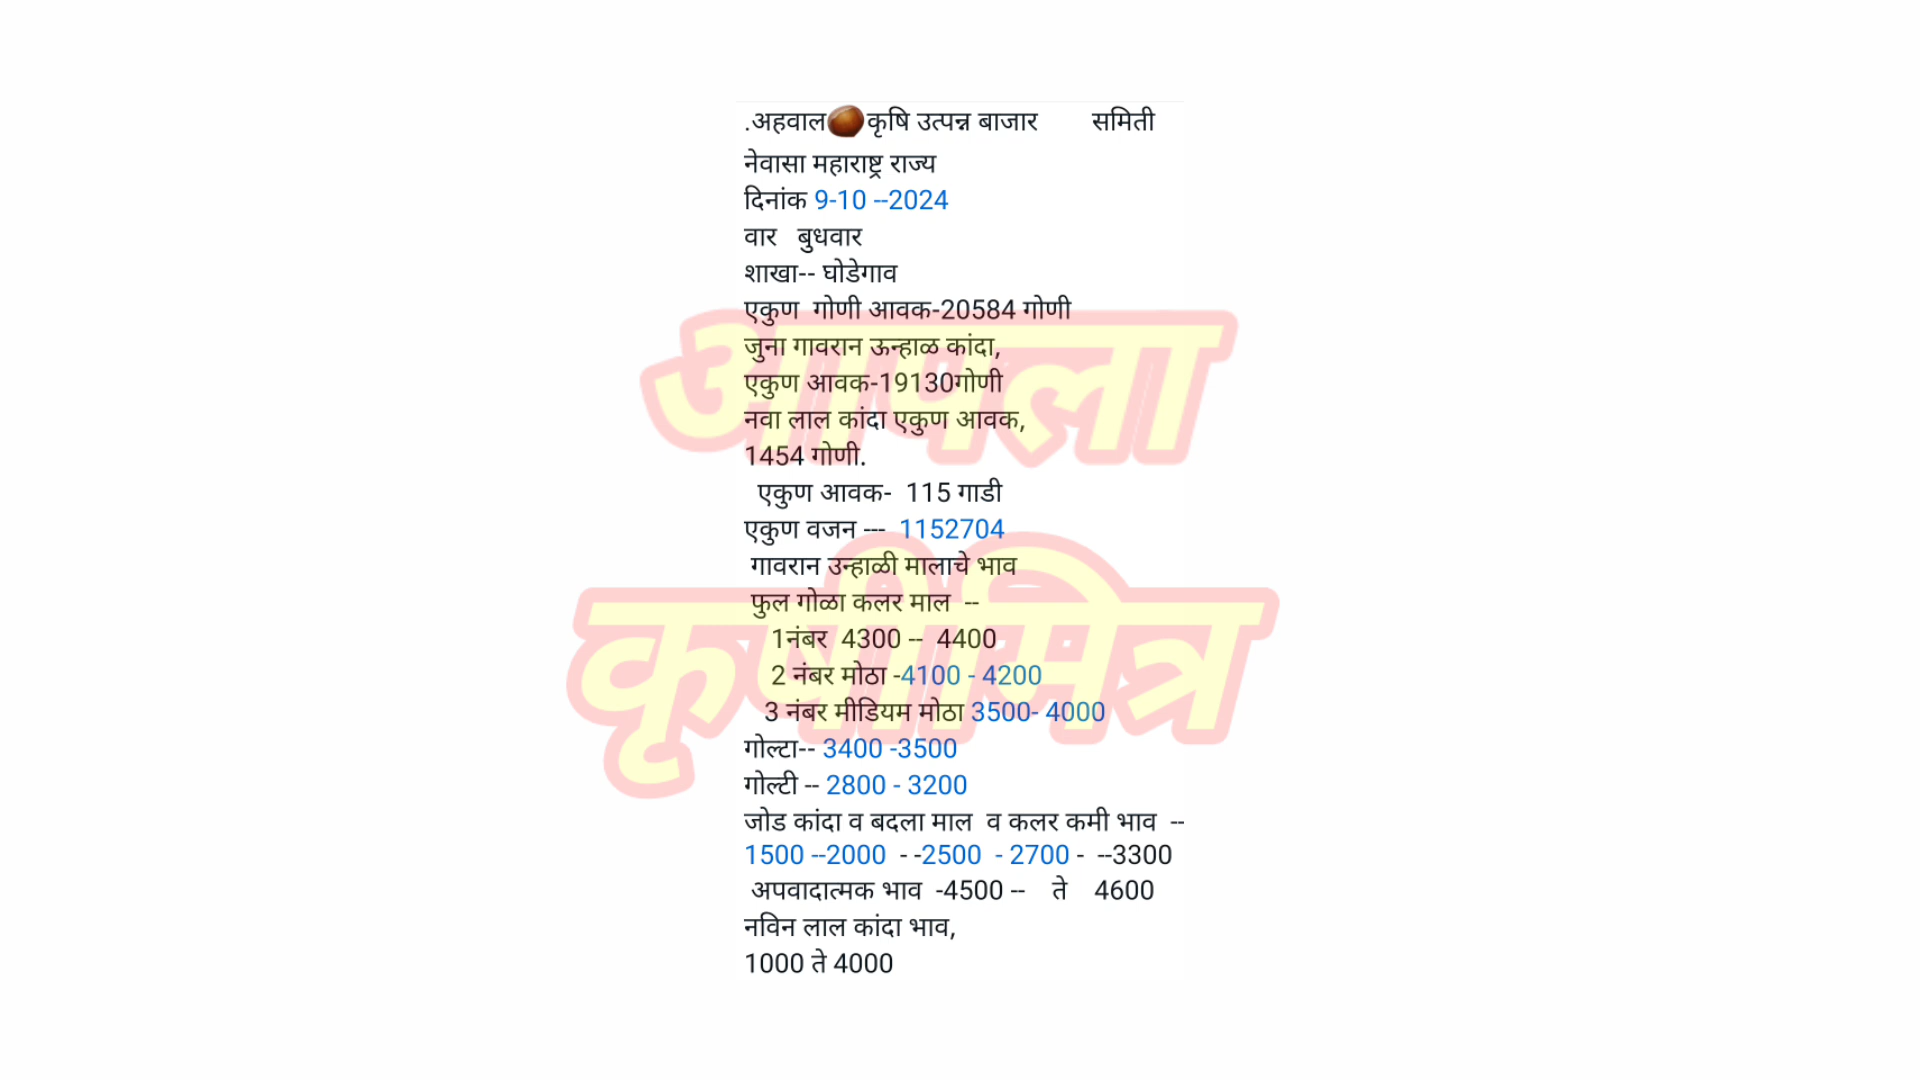 .अहवाल🌰कृषि उत्पन्न बाजार समिती
नेवासा महाराष्ट्र राज्य
दिनांक 9-10 --2024
वार बुधवार
शाखा-- घोडेगाव
एकुण गोणी आवक-20584 गोणी
जुना गावरान ऊन्हाळ कांदा,
एकुण आवक-19130गोणी
नवा लाल कांदा एकुण आवक,
1454 गोणी.
एकुण आवक- 115 गाडी
एकुण वजन --- 1152704
गावरान उन्हाळी मालाचे भाव
फुल गोळा कलर माल --
1नंबर 4300 -- 4400
2 नंबर मोठा -4100 - 4200
3 नंबर मीडियम मोठा 3500- 4000
गोल्टा-- 3400 -3500
गोल्टी -- 2800 - 3200
जोड कांदा व बदला माल व कलर कमी भाव --
1500 --2000 - -2500 - 2700 - --3300
अपवादात्मक भाव -4500 -- ते 4600
नविन लाल कांदा भाव,
1000 ते 4000
आपला
कृषीमित्र